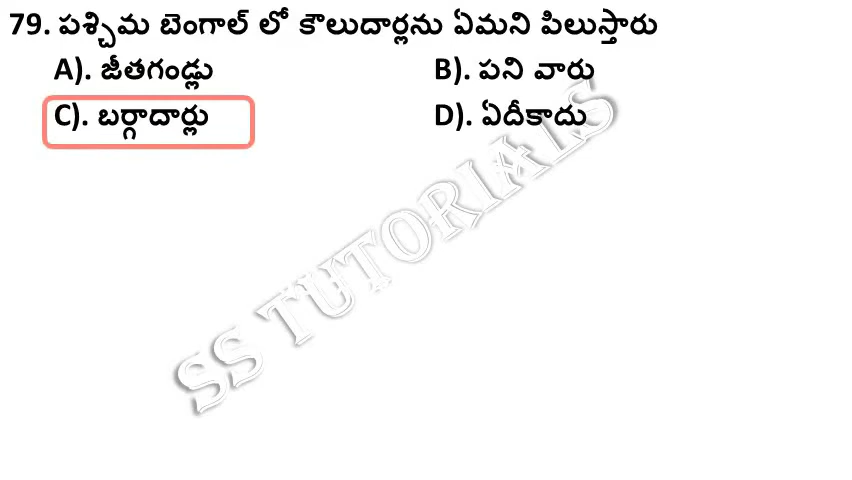 79. పశ్చిమ బెంగాల్ లో కౌలుదార్లను ఏమని పిలుస్తారు
A). జీతగండ్లు B). పని వారు
C). బర్గాదార్లు D). ఏదీకాదు
SS TUTORIALS